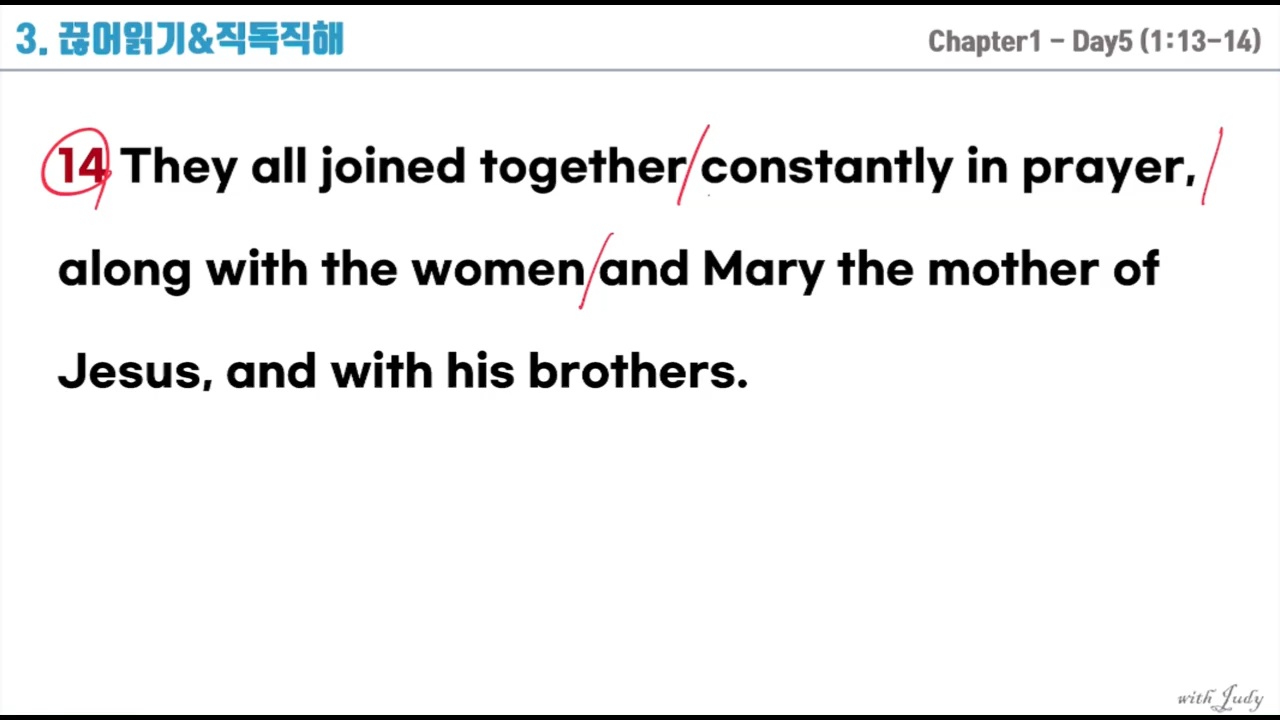 3. 끊어읽기&직독직해
Chapter1 - Day5 (1:13-14)
14 They all joined together constantly in prayer,
along with the women and Mary the mother of
Jesus, and with his brothers.
with Judy